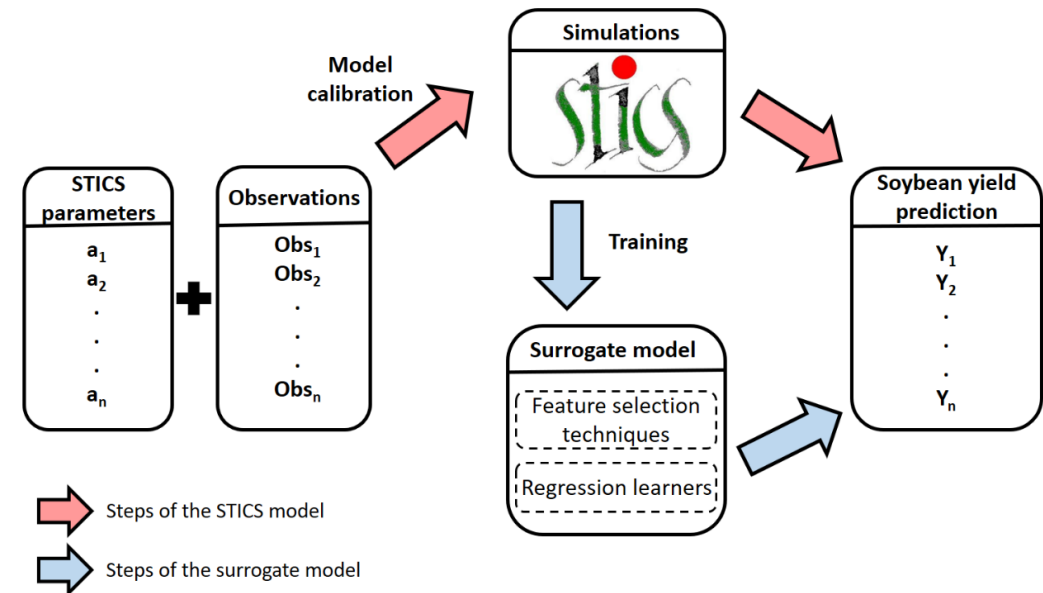 Simulations
stics
Model
calibration
STICS
parameters
a1
a2
.
.
.
an
Observations
Obs1
Obs2
.
.
.
Obsn
Training
Surrogate model
Feature selection
techniques
Regression learners
Soybean yield
prediction
Y1
Y2
.
.
.
Yn
Steps of the STICS model
Steps of the surrogate model